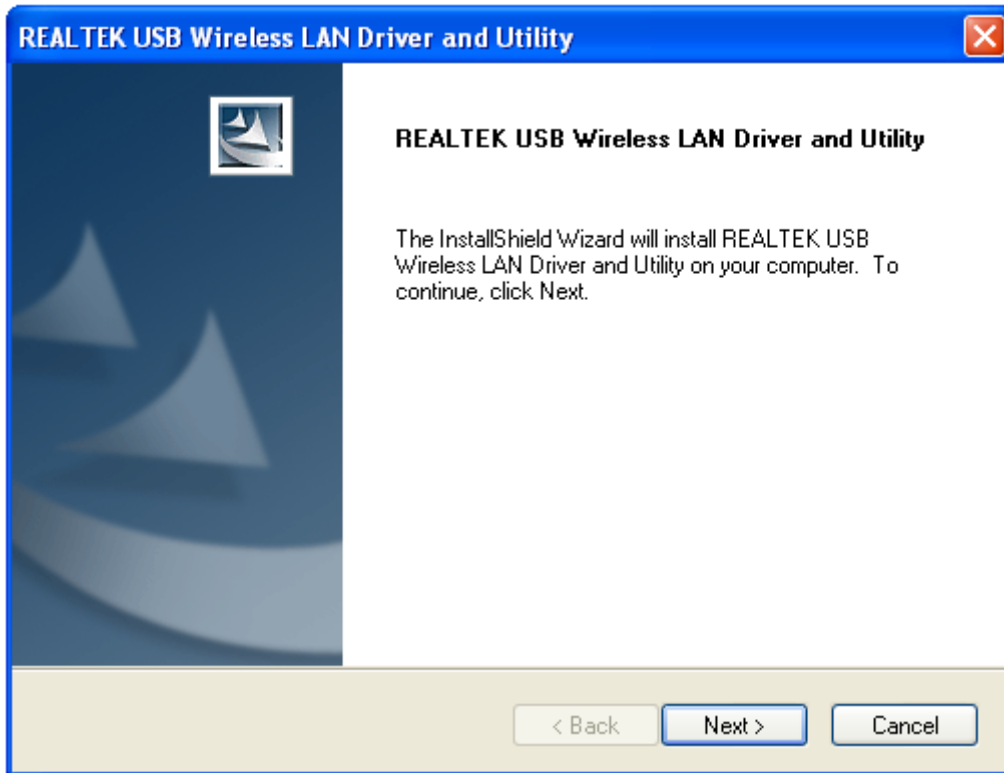 REALTEK USB Wireless LAN Driver and Utility
REALTEK USB Wireless LAN Driver and Utility
The InstallShield Wizard will install REALTEK USB
Wireless LAN Driver and Utility on your computer.  To
continue, click Next.
< Back
Next >
Cancel